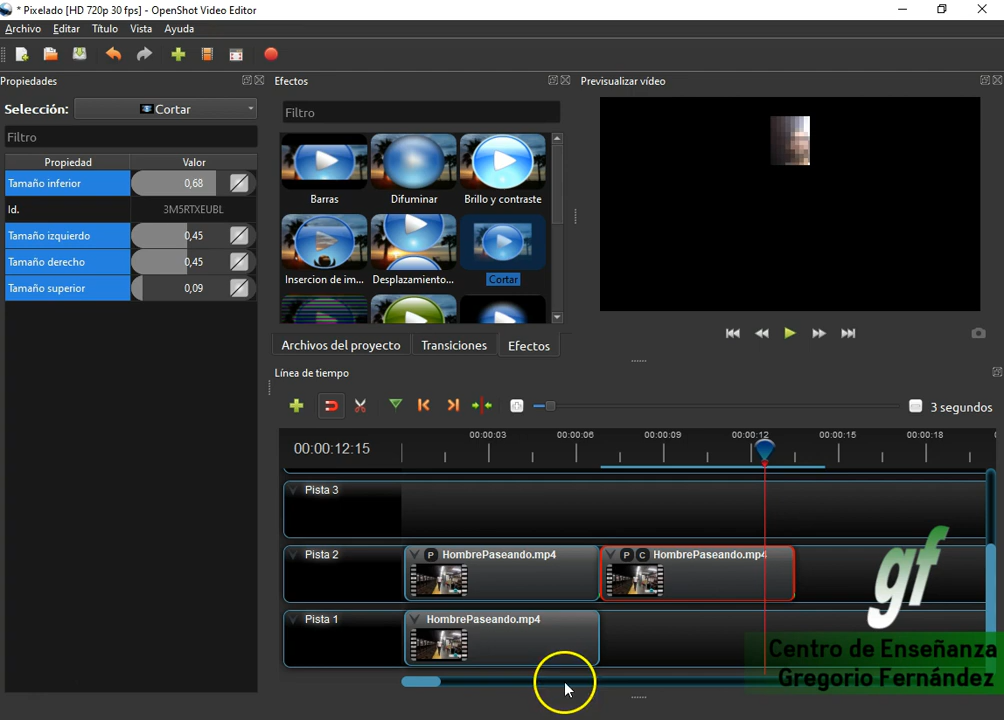 * Pixelado [HD 720p 30 fps] - OpenShot Video Editor
Archivo Editar Título Vista Ayuda
Propiedades
Efectos
Previsualizar vídeo
Selección: Cortar
Filtro
Filtro
Propiedad Valor
Tamaño inferior 0,68
Id. 3M5RTXEUBL
Tamaño izquierdo 0,45
Tamaño derecho 0,45
Tamaño superior 0,09
Barras Difuminar Brillo y contraste
Insercion de im... Desplazamiento... Cortar
Archivos del proyecto Transiciones Efectos
Línea de tiempo
3 segundos
00:00:12:15
00:00:03 00:00:06 00:00:09 00:00:12 00:00:15 00:00:18
Pista 3
Pista 2
P HombrePaseando.mp4
P C HombrePaseando.mp4
Pista 1
HombrePaseando.mp4
gf
Centro de Enseñanza
Gregorio Fernández